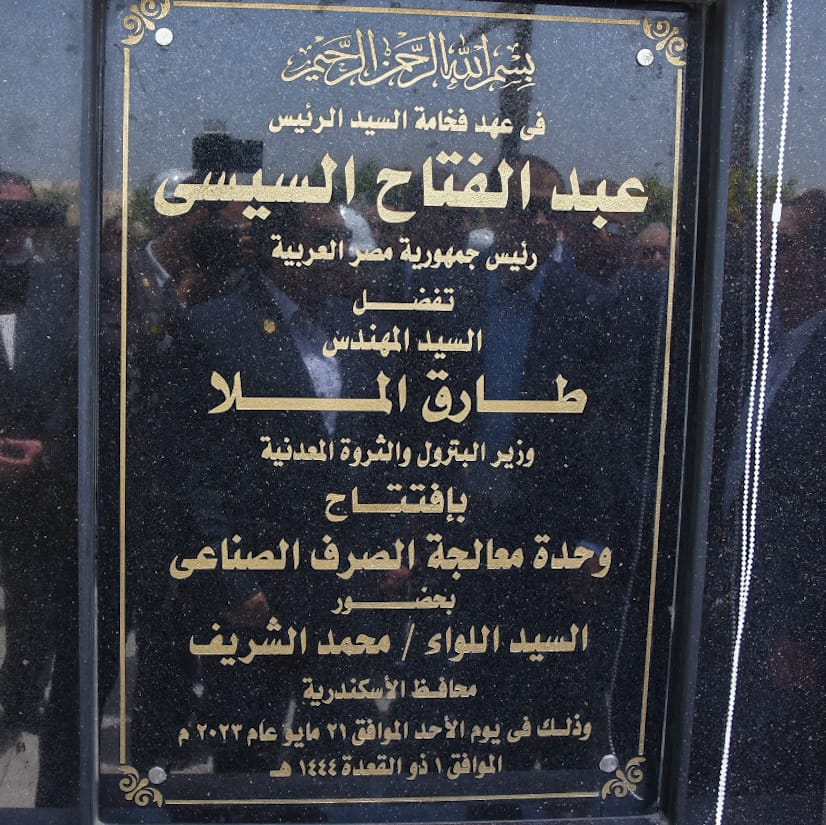 بسم الله الرحمن الرحيم
فى عهد فخامة السيد الرئيس
عبد الفتاح السيسى
رئيس جمهورية مصر العربية
تفضل
السيد المهندس
طارق الملا
وزير البترول والثروة المعدنية
بإفتتاح
وحدة معالجة الصرف الصناعى
بحضور
السيد اللواء / محمد الشريف
محافظ الأسكندرية
وذلك فى يوم الأحد الموافق ٢١ مايو عام ٢٠٢٣ م
الموافق ١ ذو القعدة ١٤٤٤ هـ